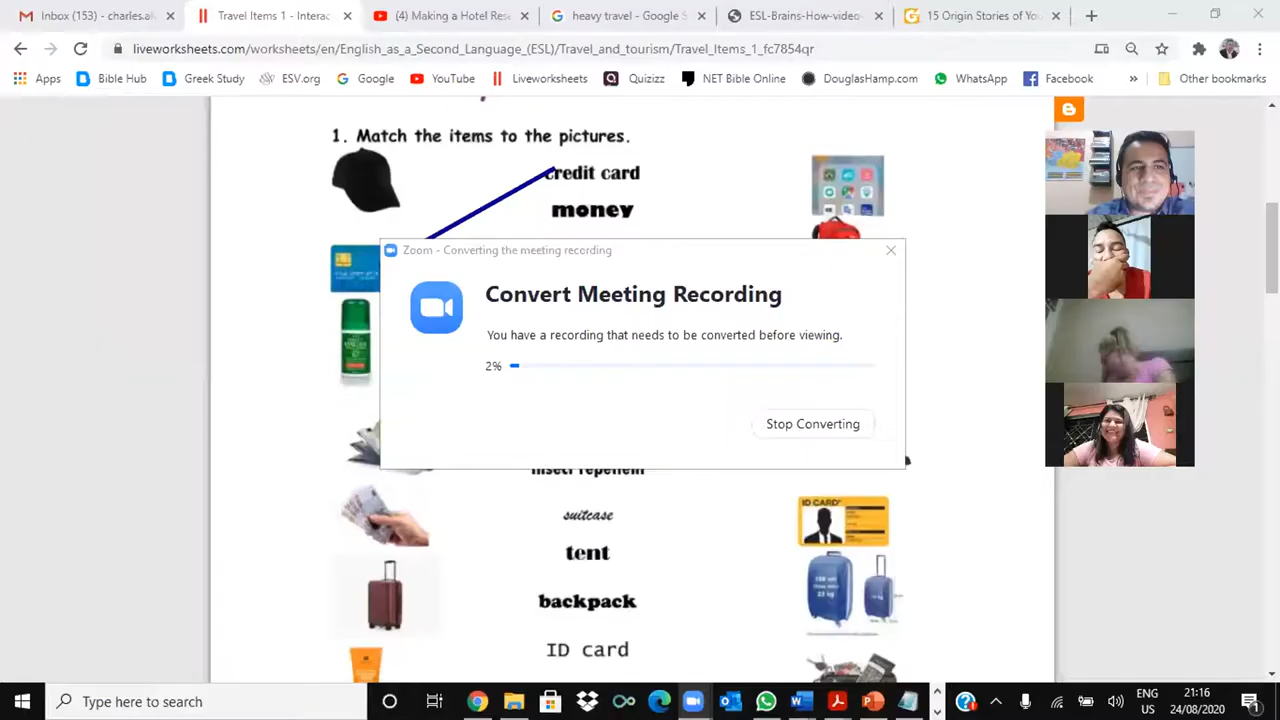 Inbox (153) - charles.al
Travel Items 1 - Interac
(4) Making a Hotel Rese
heavy travel - Google S
ESL-Brains-How-video-
15 Origin Stories of You
liveworksheets.com/worksheets/en/English_as_a_Second_Language_(ESL)/Travel_and_tourism/Travel_Items_1_fc7854qr
Apps
Bible Hub
Greek Study
ESV.org
Google
YouTube
Liveworksheets
Quizizz
NET Bible Online
DouglasHamp.com
WhatsApp
Facebook
Other bookmarks
1. Match the items to the pictures.
credit card
money
Zoom - Converting the meeting recording
Convert Meeting Recording
You have a recording that needs to be converted before viewing.
2%
Stop Converting
insect repellent
suitcase
ID CARD
tent
backpack
ID card
Type here to search
ENG
US
21:16
24/08/2020